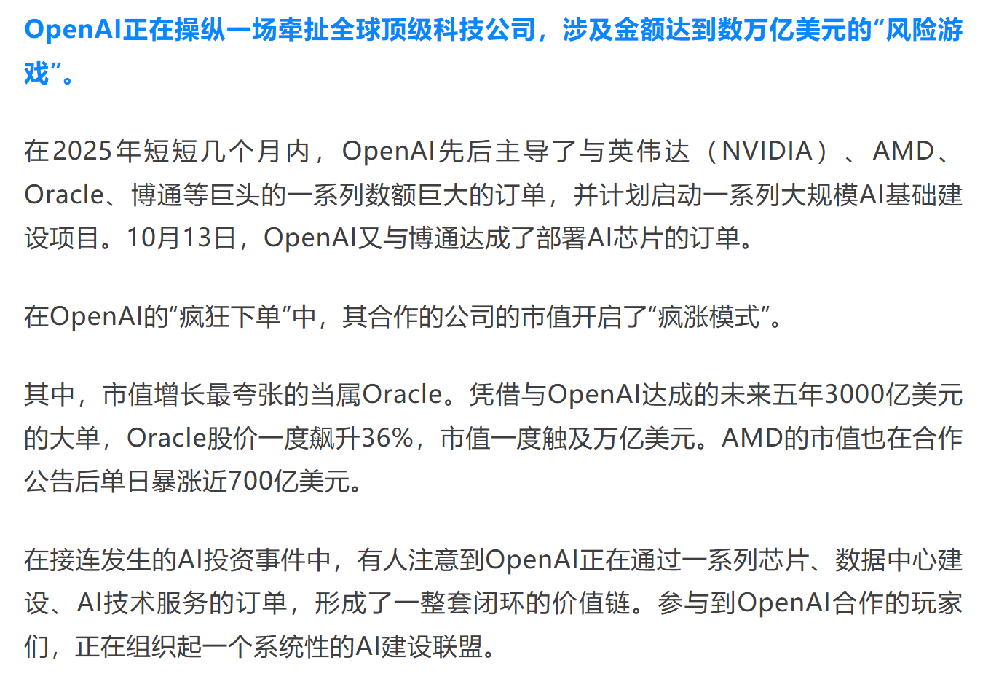 OpenAI正在操纵一场牵扯全球顶级科技公司，涉及金额达到数万亿美元的“风险游
戏”。
在2025年短短几个月内，OpenAI先后主导了与英伟达（NVIDIA）、AMD、
Oracle、博通等巨头的一系列数额巨大的订单，并计划启动一系列大规模AI基础建
设项目。10月13日，OpenAI又与博通达成了部署AI芯片的订单。
在OpenAI的“疯狂下单”中，其合作的公司的市值开启了“疯涨模式”。
其中，市值增长最夸张的当属Oracle。凭借与OpenAI达成的未来五年3000亿美元
的大单，Oracle股价一度飙升36%，市值一度触及万亿美元。AMD的市值也在合作
公告后单日暴涨近700亿美元。
在接连发生的AI投资事件中，有人注意到OpenAI正在通过一系列芯片、数据中心建
设、AI技术服务的订单，形成了一整套闭环的价值链。参与到OpenAI合作的玩家
们，正在组织起一个系统性的AI建设联盟。